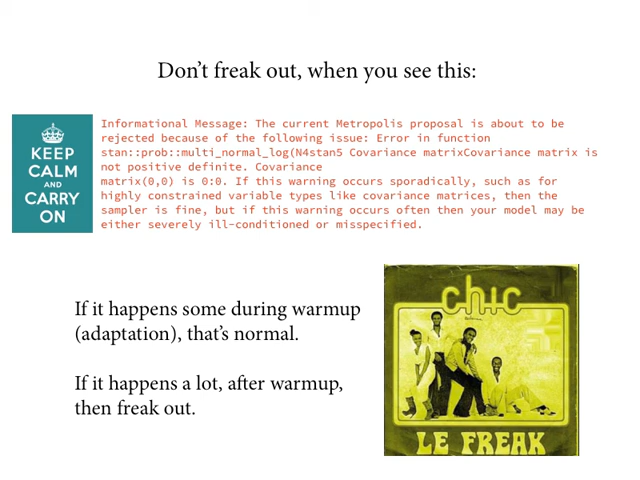 Don't freak out, when you see this:
KEEP
CALM
AND
CARRY
ON
Informational Message: The current Metropolis proposal is about to be
rejected because of the following issue: Error in function
stan::prob::multi_normal_log(N4stan5 Covariance matrixCovariance matrix is
not positive definite. Covariance
matrix(0,0) is 0:0. If this warning occurs sporadically, such as for
highly constrained variable types like covariance matrices, then the
sampler is fine, but if this warning occurs often then your model may be
either severely ill-conditioned or misspecified.
If it happens some during warmup
(adaptation), that's normal.
If it happens a lot, after warmup,
then freak out.
chic
LE FREAK